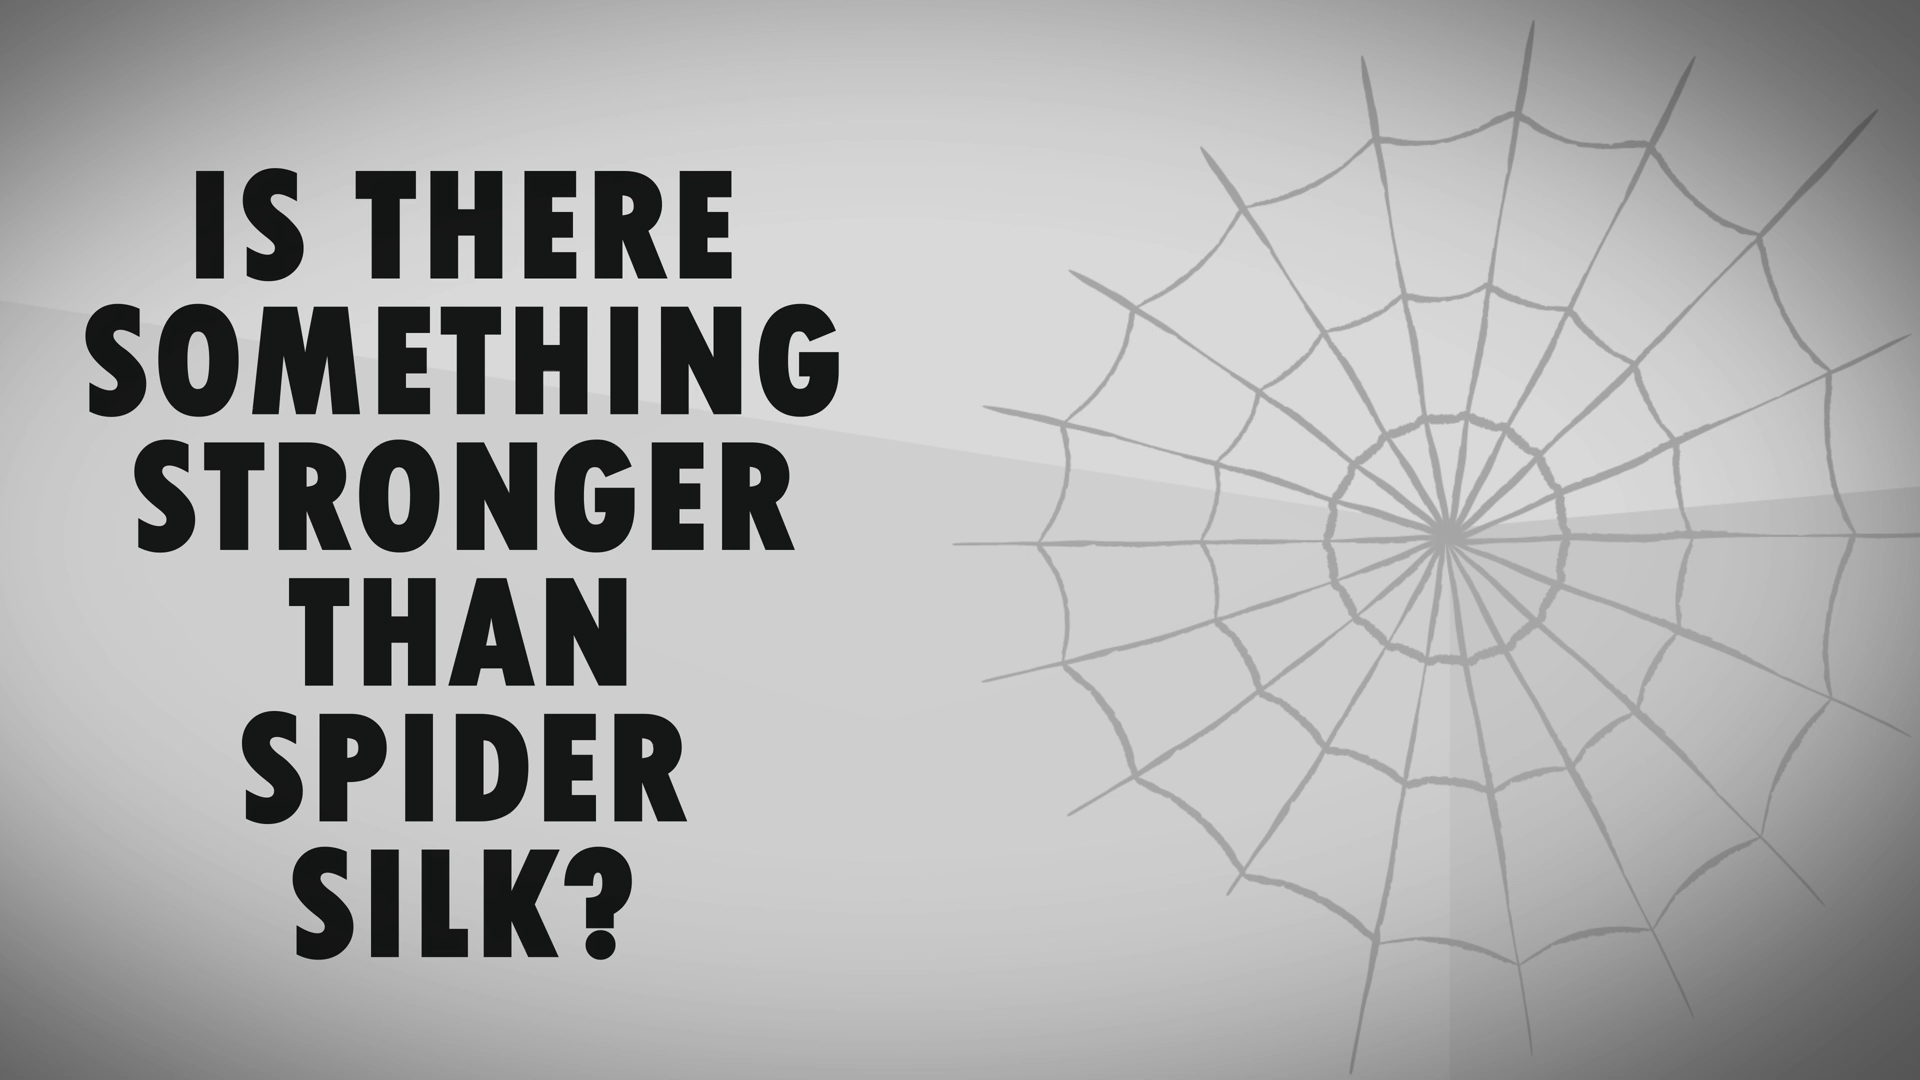 IS THERE
SOMETHING
STRONGER
THAN
SPIDER
SILK?